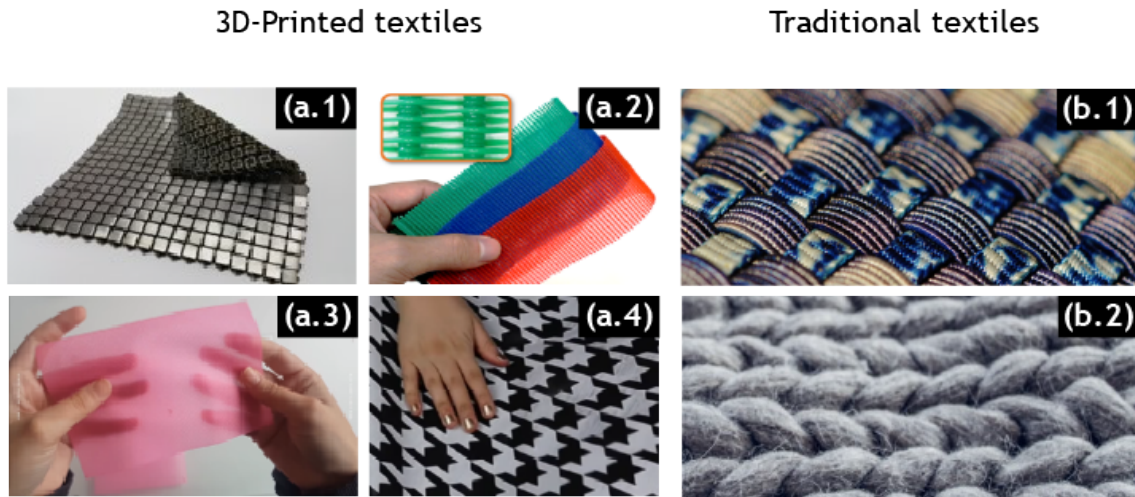 3D-Printed textiles
Traditional textiles
(a.1)
(a.2)
(b.1)
(a.3)
(a.4)
(b.2)